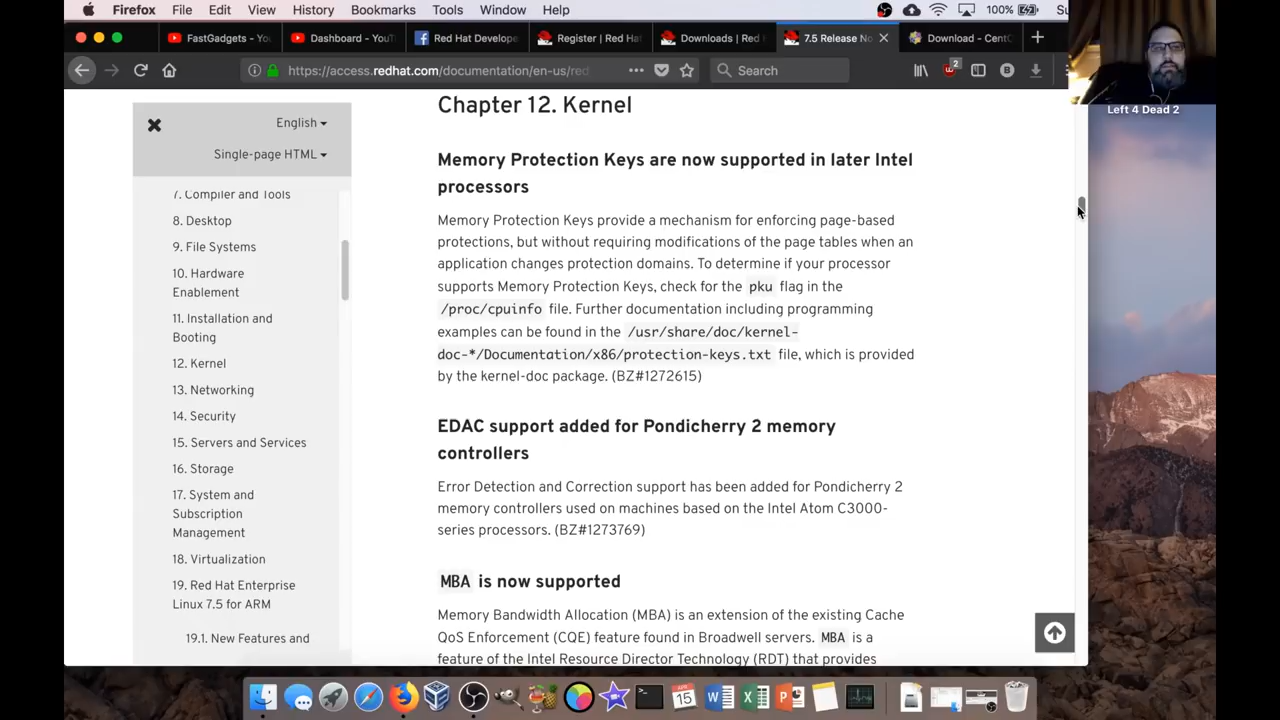 Firefox File Edit View History Bookmarks Tools Window Help 100%
FastGadgets - Yo Dashboard - YouT Red Hat Develope Register | Red Ha Downloads | Red 7.5 Release No Download - Cent
https://access.redhat.com/documentation/en-us/red Search 2
Left 4 Dead 2
English
Single-page HTML
7. Compiler and Tools
8. Desktop
9. File Systems
10. Hardware
Enablement
11. Installation and
Booting
12. Kernel
13. Networking
14. Security
15. Servers and Services
16. Storage
17. System and
Subscription
Management
18. Virtualization
19. Red Hat Enterprise
Linux 7.5 for ARM
19.1. New Features and
Chapter 12. Kernel
Memory Protection Keys are now supported in later Intel
processors
Memory Protection Keys provide a mechanism for enforcing page-based
protections, but without requiring modifications of the page tables when an
application changes protection domains. To determine if your processor
supports Memory Protection Keys, check for the pku flag in the
/proc/cpuinfo file. Further documentation including programming
examples can be found in the /usr/share/doc/kernel-
doc-*/Documentation/x86/protection-keys.txt file, which is provided
by the kernel-doc package. (BZ#1272615)
EDAC support added for Pondicherry 2 memory
controllers
Error Detection and Correction support has been added for Pondicherry 2
memory controllers used on machines based on the Intel Atom C3000-
series processors. (BZ#1273769)
MBA is now supported
Memory Bandwidth Allocation (MBA) is an extension of the existing Cache
QoS Enforcement (CQE) feature found in Broadwell servers. MBA is a
feature of the Intel Resource Director Technology (RDT) that provides
APR
15